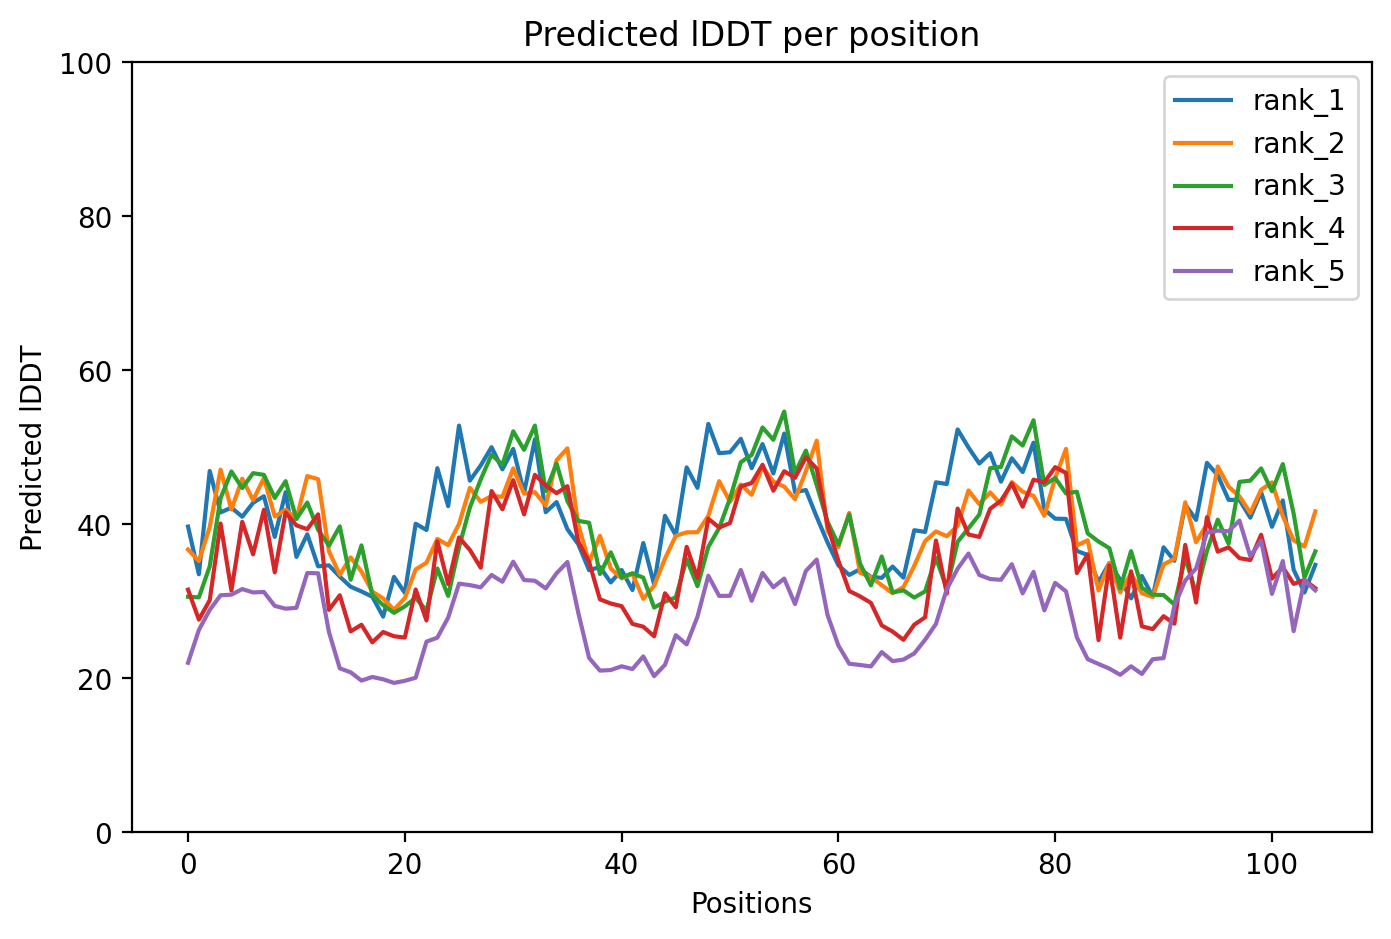 Predicted lDDT per position
100
80
60
40
20
0
Predicted lDDT
0 20 40 60 80 100
Positions
rank_1
rank_2
rank_3
rank_4
rank_5